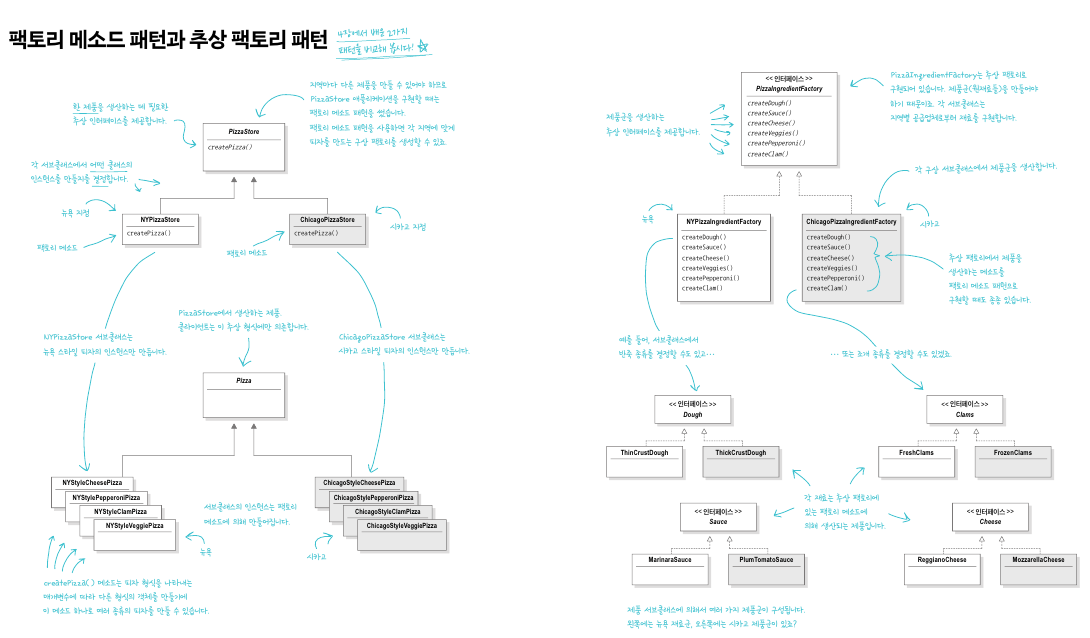 팩토리 메소드 패턴과 추상 팩토리 패턴
4장에서 배운 2가지
패턴을 비교해 봅시다!
한 제품을 생산하는 데 필요한
추상 인터페이스를 제공합니다.
지역마다 다른 제품을 만들 수 있어야 하므로
PizzaStore 애플리케이션을 구현할 때는
팩토리 메소드 패턴을 썼습니다.
팩토리 메소드 패턴을 사용하면 각 지역에 맞게
피자를 만드는 구상 팩토리를 생성할 수 있죠.
PizzaStore
createPizza()
각 서브클래스에서 어떤 클래스의
인스턴스를 만들지를 결정합니다.
뉴욕 지점
NYPizzaStore
createPizza()
팩토리 메소드
ChicagoPizzaStore
createPizza()
팩토리 메소드
시카고 지점
PizzaStore에서 생산하는 제품.
클라이언트는 이 추상 형식에만 의존합니다.
NYPizzaStore 서브클래스는
뉴욕 스타일 피자의 인스턴스만 만듭니다.
ChicagoPizzaStore 서브클래스는
시카고 스타일 피자의 인스턴스만 만듭니다.
Pizza
NYStyleCheesePizza
NYStylePepperoniPizza
NYStyleClamPizza
NYStyleVeggiePizza
뉴욕
서브클래스의 인스턴스는 팩토리
메소드에 의해 만들어집니다.
ChicagoStyleCheesePizza
ChicagoStylePepperoniPizza
ChicagoStyleClamPizza
ChicagoStyleVeggiePizza
시카고
createPizza() 메소드는 피자 형식을 나타내는
매개변수에 따라 다른 형식의 객체를 만들기에
이 메소드 하나로 여러 종류의 피자를 만들 수 있습니다.
<< 인터페이스 >>
PizzaIngredientFactory
createDough()
createSauce()
createCheese()
createVeggies()
createPepperoni()
createClam()
제품군을 생산하는
추상 인터페이스를 제공합니다.
PizzaIngredientFactory는 추상 팩토리로
구현되어 있습니다. 제품군(원재료들)을 만들어야
하기 때문이죠. 각 서브클래스는
지역별 공급업체로부터 재료를 구현합니다.
각 구상 서브클래스에서 제품군을 생산합니다.
뉴욕
NYPizzaIngredientFactory
createDough()
createSauce()
createCheese()
createVeggies()
createPepperoni()
createClam()
ChicagoPizzaIngredientFactory
createDough()
createSauce()
createCheese()
createVeggies()
createPepperoni()
createClam()
시카고
추상 팩토리에서 제품을
생산하는 메소드를
팩토리 메소드 패턴으로
구현할 때도 종종 있습니다.
예를 들어, 서브클래스에서
반죽 종류를 결정할 수도 있고…
… 또는 조개 종류를 결정할 수도 있겠죠.
<< 인터페이스 >>
Dough
ThinCrustDough
ThickCrustDough
<< 인터페이스 >>
Clams
FreshClams
FrozenClams
각 재료는 추상 팩토리에
있는 팩토리 메소드에
의해 생산되는 제품입니다.
<< 인터페이스 >>
Sauce
MarinaraSauce
PlumTomatoSauce
<< 인터페이스 >>
Cheese
ReggianoCheese
MozzarellaCheese
제품 서브클래스에 의해서 여러 가지 제품군이 구성됩니다.
왼쪽에는 뉴욕 재료군, 오른쪽에는 시카고 제품군이 있죠?